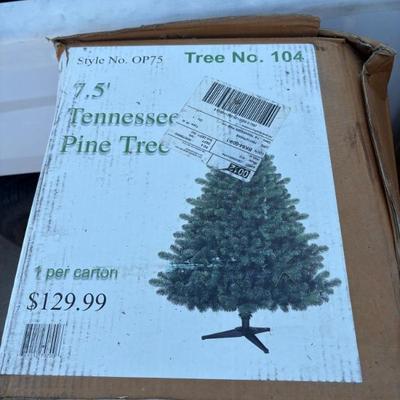 Style No. OP75
Tree No. 104
7.5'
Tennessee
Pine Tree
1 per carton
$129.99